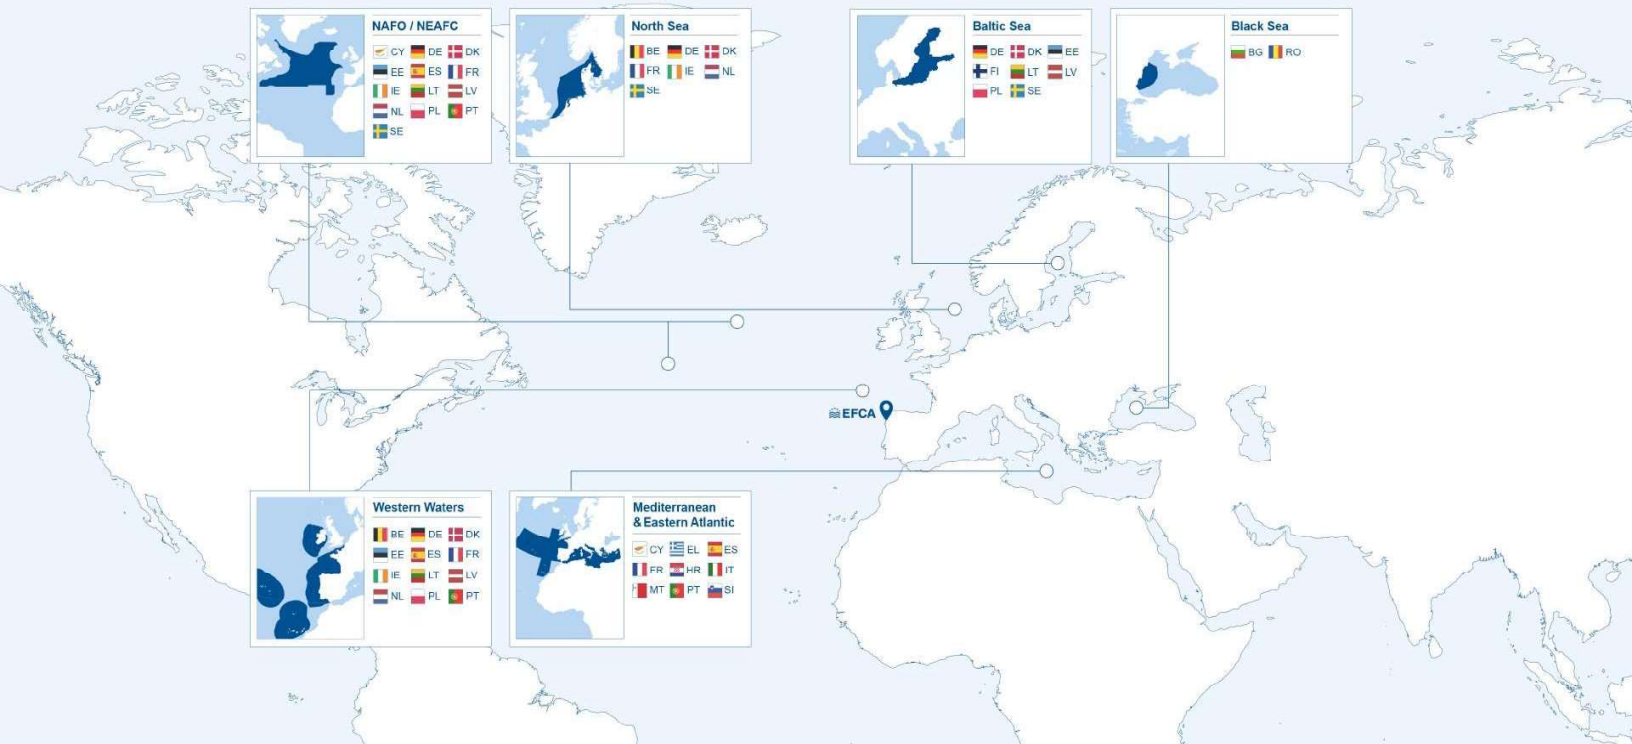 NAFO / NEAFC
CY DE DK
EE ES FR
IE LT LV
NL PL PT
SE
North Sea
BE DE DK
FR IE NL
SE
Baltic Sea
DE DK EE
FI LT LV
PL SE
Black Sea
BG RO
EFCA
Western Waters
BE DE DK
EE ES FR
IE LT LV
NL PL PT
Mediterranean
& Eastern Atlantic
CY EL ES
FR HR IT
MT PT SI